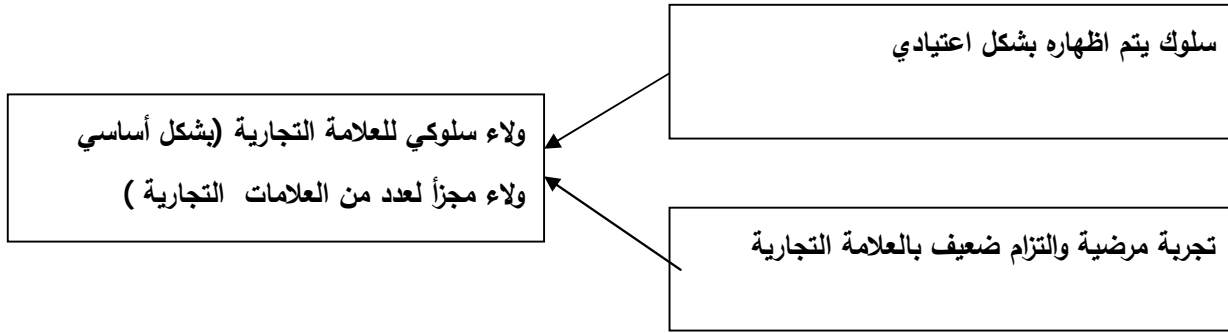 سلوك يتم اظهاره بشكل اعتيادي
ولاء سلوكي للعلامة التجارية (بشكل أساسي
ولاء مجزأ لعدد من العلامات التجارية )
تجربة مرضية والتزام ضعيف بالعلامة التجارية